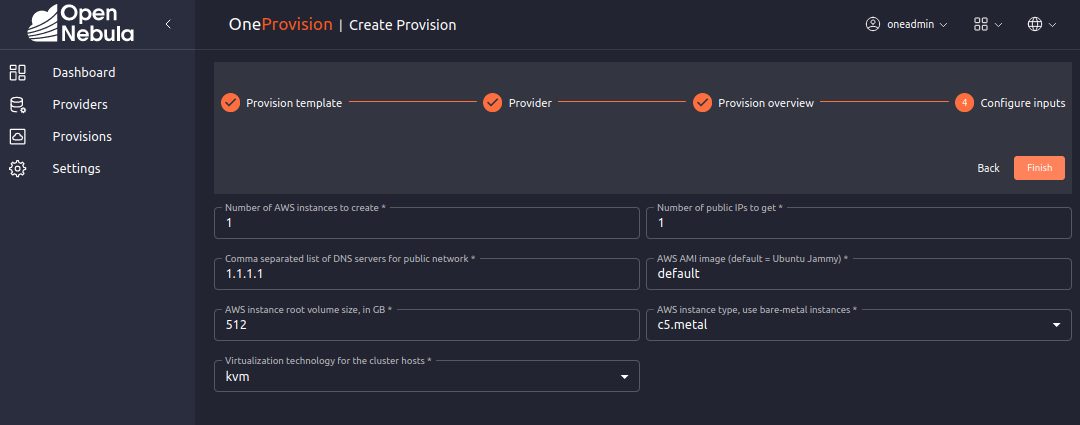 Open
Nebula
OneProvision | Create Provision
oneadmin
Dashboard
Providers
Provisions
Settings
Provision template
Provider
Provision overview
4 Configure inputs
Back
Finish
Number of AWS instances to create *
1
Number of public IPs to get *
1
Comma separated list of DNS servers for public network *
1.1.1.1
AWS AMI image (default = Ubuntu Jammy) *
default
AWS instance root volume size, in GB *
512
AWS instance type, use bare-metal instances *
c5.metal
Virtualization technology for the cluster hosts *
kvm